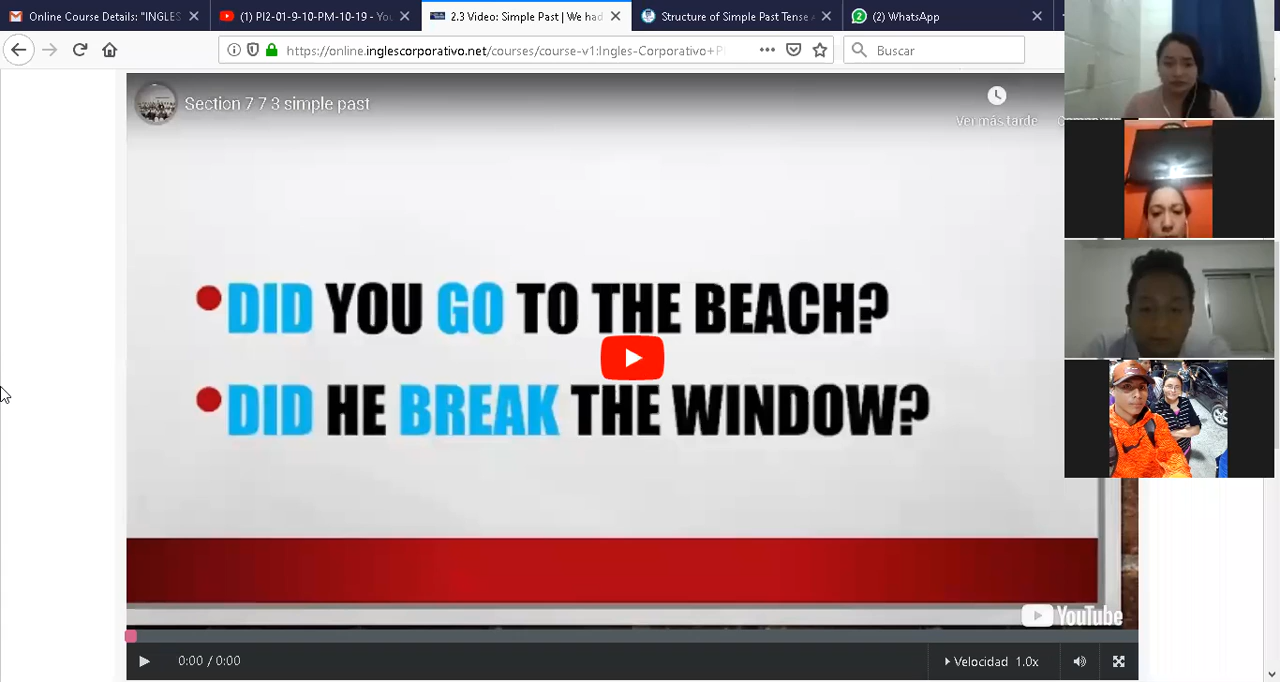 Online Course Details: "INGLES
(1) PI2-01-9-10-PM-10-19 - You
2.3 Video: Simple Past | We had
Structure of Simple Past Tense
(2) WhatsApp
https://online.inglescorporativo.net/courses/course-v1:Ingles-Corporativo+P
Buscar
Section 7 7 3 simple past
Ver más tarde
DID YOU GO TO THE BEACH?
DID HE BREAK THE WINDOW?
YouTube
0:00 / 0:00
Velocidad 1.0x